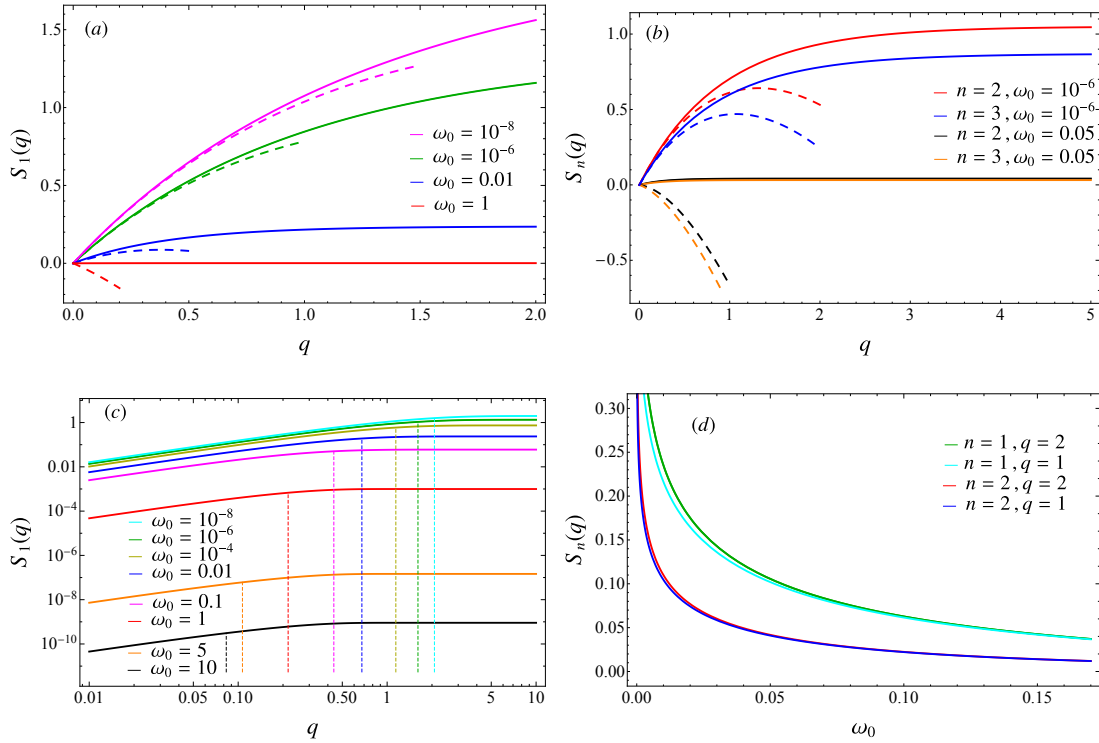 (a)
S₁(q)
1.5
1.0
0.5
0.0
ω₀ = 10⁻⁸
ω₀ = 10⁻⁶
ω₀ = 0.01
ω₀ = 1
0.0 0.5 1.0 1.5 2.0
q
(b)
Sₙ(q)
1.0
0.5
0.0
−0.5
n = 2 , ω₀ = 10⁻⁶
n = 3 , ω₀ = 10⁻⁶
n = 2 , ω₀ = 0.05
n = 3 , ω₀ = 0.05
0 1 2 3 4 5
q
(c)
S₁(q)
1
0.01
10⁻⁴
10⁻⁶
10⁻⁸
10⁻¹⁰
ω₀ = 10⁻⁸
ω₀ = 10⁻⁶
ω₀ = 10⁻⁴
ω₀ = 0.01
ω₀ = 0.1
ω₀ = 1
ω₀ = 5
ω₀ = 10
0.01 0.05 0.10 0.50 1 5 10
q
(d)
Sₙ(q)
0.30
0.25
0.20
0.15
0.10
0.05
0.00
n = 1 , q = 2
n = 1 , q = 1
n = 2 , q = 2
n = 2 , q = 1
0.00 0.05 0.10 0.15
ω₀